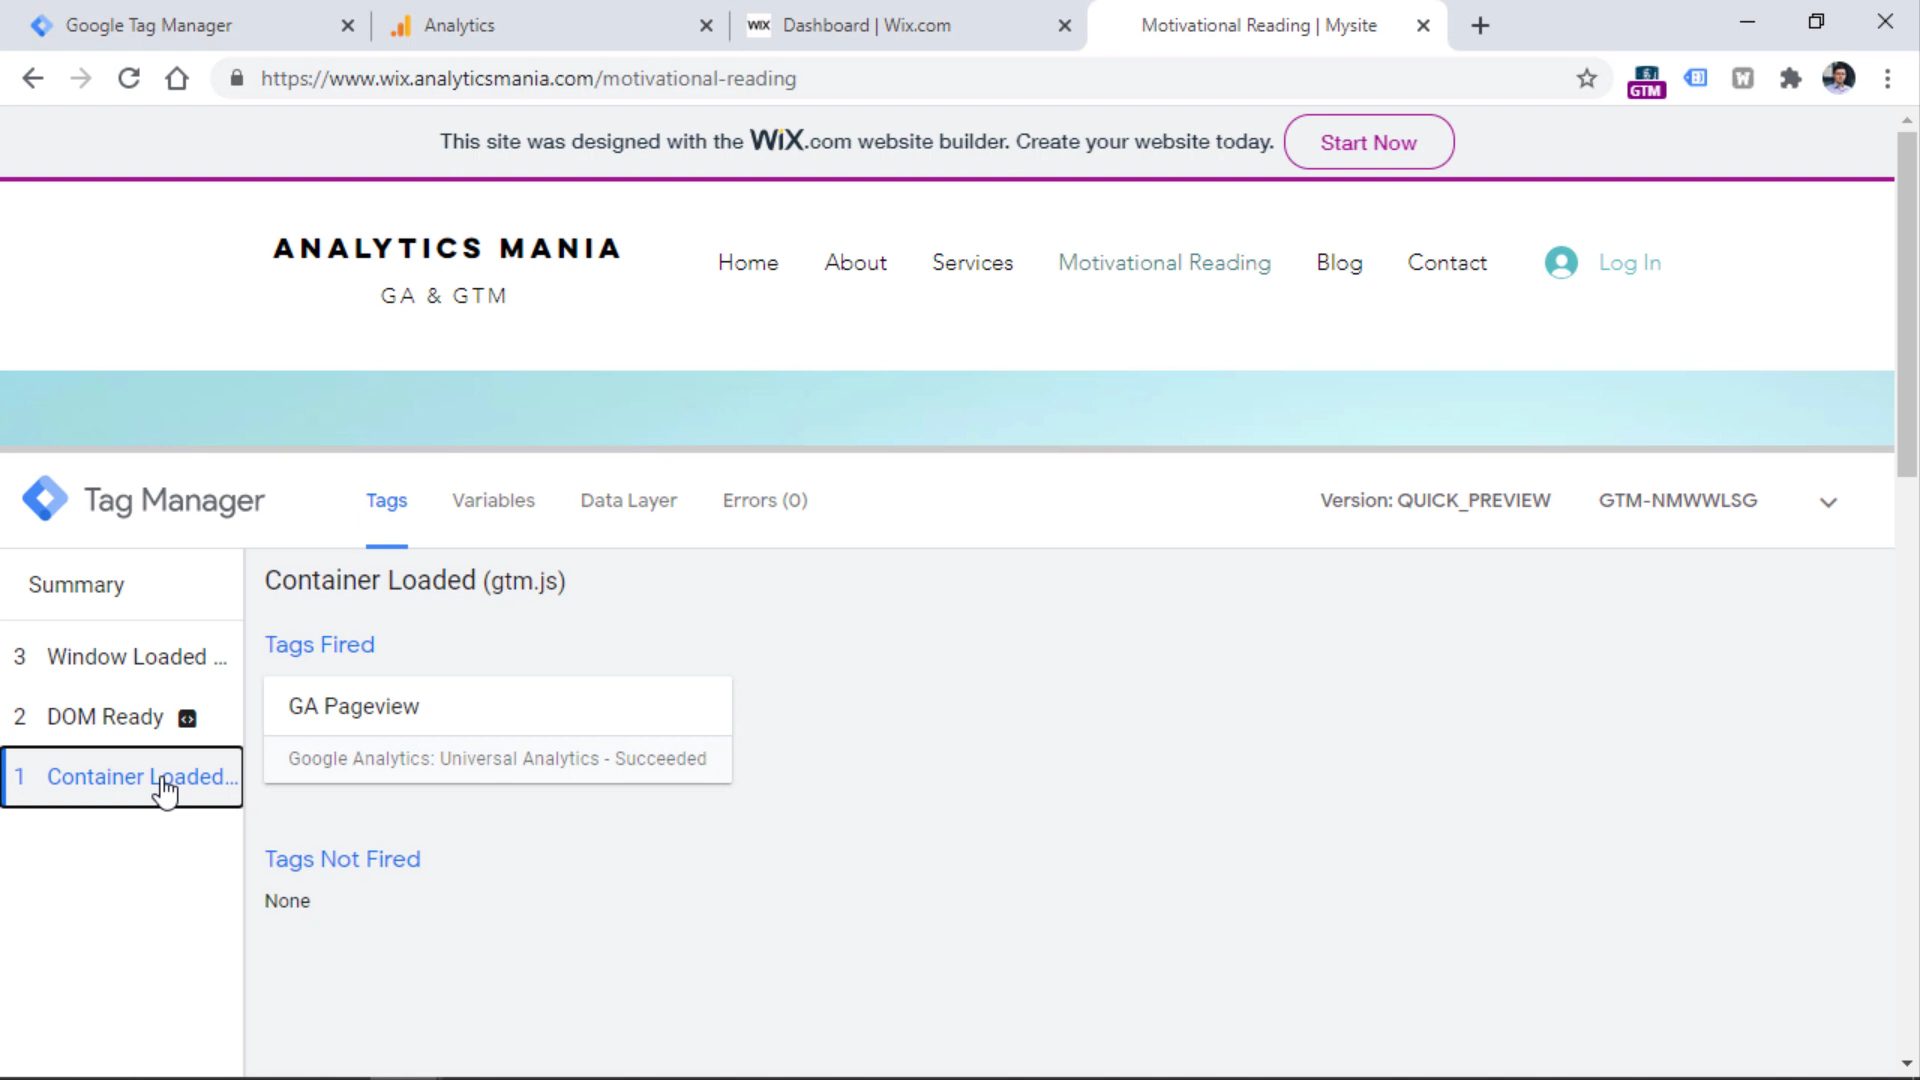 Google Tag Manager
Analytics
WIX Dashboard | Wix.com
Motivational Reading | Mysite
https://www.wix.analyticsmania.com/motivational-reading
GTM
W
This site was designed with the WiX.com website builder. Create your website today.
Start Now
ANALYTICS MANIA
GA & GTM
Home
About
Services
Motivational Reading
Blog
Contact
Log In
Tag Manager
Tags
Variables
Data Layer
Errors (0)
Version: QUICK_PREVIEW
GTM-NMWWLSG
Summary
3 Window Loaded ...
2 DOM Ready
1 Container Loaded...
Container Loaded (gtm.js)
Tags Fired
GA Pageview
Google Analytics: Universal Analytics - Succeeded
Tags Not Fired
None